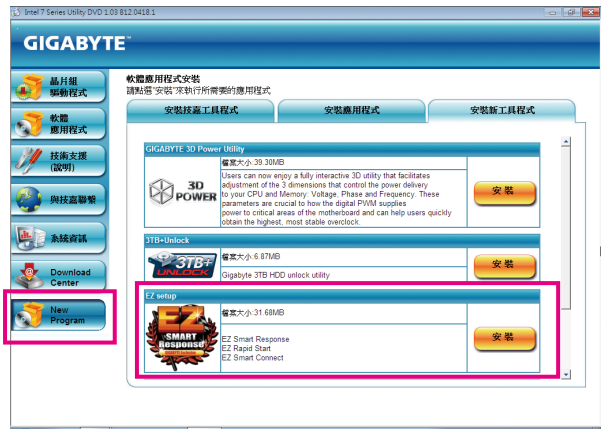 Intel 7 Series Utility DVD 1.03 B12.0418.1
GIGABYTE™
晶片組
驅動程式
軟體
應用程式
技術支援
(說明)
與技嘉聯繫
系統資訊
Download
Center
New
Program
軟體應用程式安裝
請點選"安裝"來執行所需要的應用程式
安裝技嘉工具程式
安裝應用程式
安裝新工具程式
GIGABYTE 3D Power Utility
3D
POWER
檔案大小:39.30MB
Users can now enjoy a fully interactive 3D utility that facilitates
adjustment of the 3 dimensions that control the power delivery
to your CPU and Memory: Voltage, Phase and Frequency. These
parameters are crucial to how the digital PWM supplies
power to critical areas of the motherboard and can help users quickly
obtain the highest, most stable overclock.
安裝
3TB+Unlock
3TB+
UNLOCK
檔案大小:6.87MB
Gigabyte 3TB HDD unlock utility
安裝
EZ setup
EZ
SMART
Response
檔案大小:31.68MB
EZ Smart Response
EZ Rapid Start
EZ Smart Connect
安裝